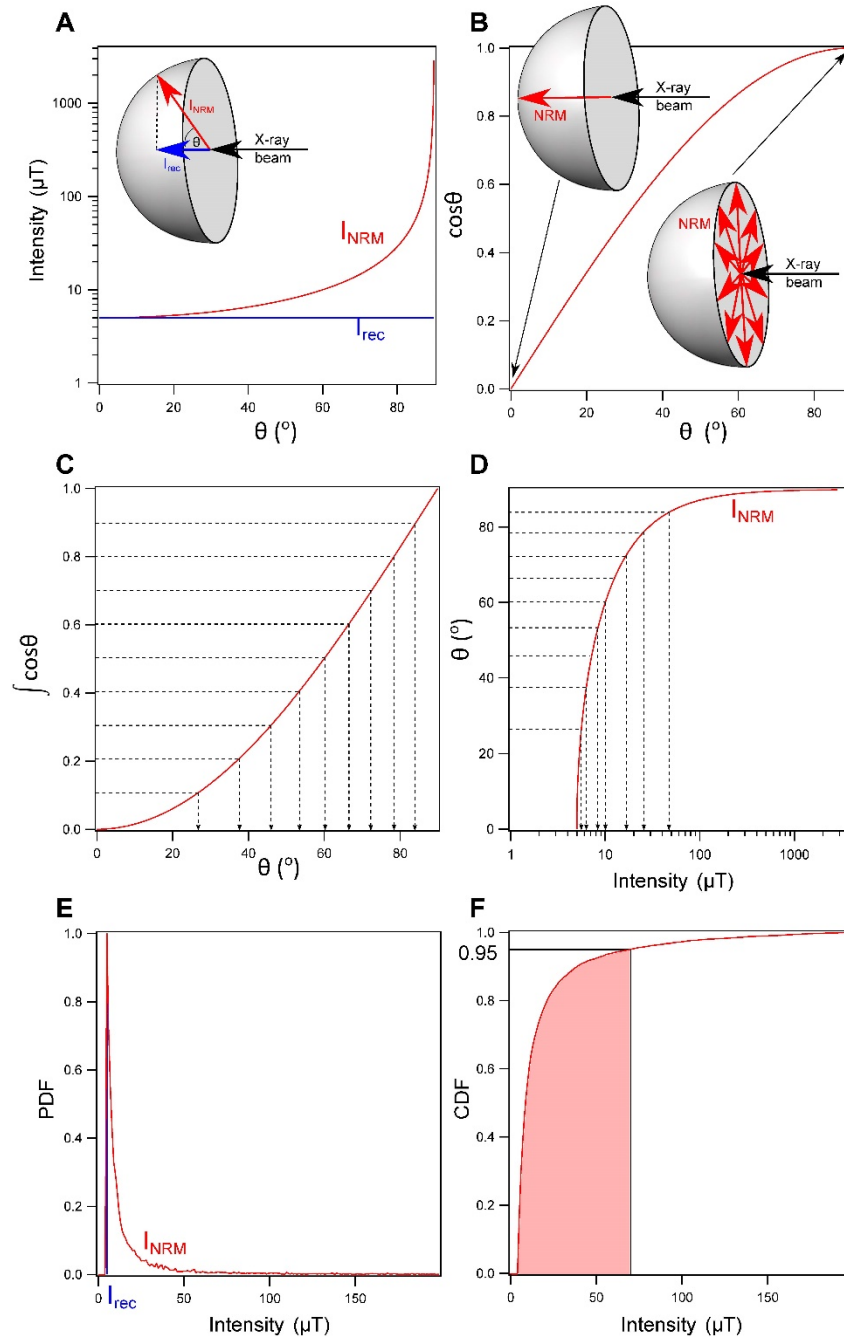 A
Intensity (µT)
1000
100
10
1
0
20
40
60
80
θ (°)
I_NRM
θ
I_rec
X-ray
beam
I_NRM
I_rec
B
cosθ
1.0
0.8
0.6
0.4
0.2
0.0
0
20
40
60
80
θ (°)
NRM
X-ray
beam
NRM
X-ray
beam
C
∫ cosθ
1.0
0.8
0.6
0.4
0.2
0.0
0
20
40
60
80
θ (°)
D
θ (°)
80
60
40
20
0
1
10
100
1000
Intensity (µT)
I_NRM
E
PDF
1.0
0.8
0.6
0.4
0.2
0.0
0
50
100
150
I_rec
Intensity (µT)
I_NRM
F
CDF
1.0
0.95
0.8
0.6
0.4
0.2
0.0
0
50
100
150
Intensity (µT)